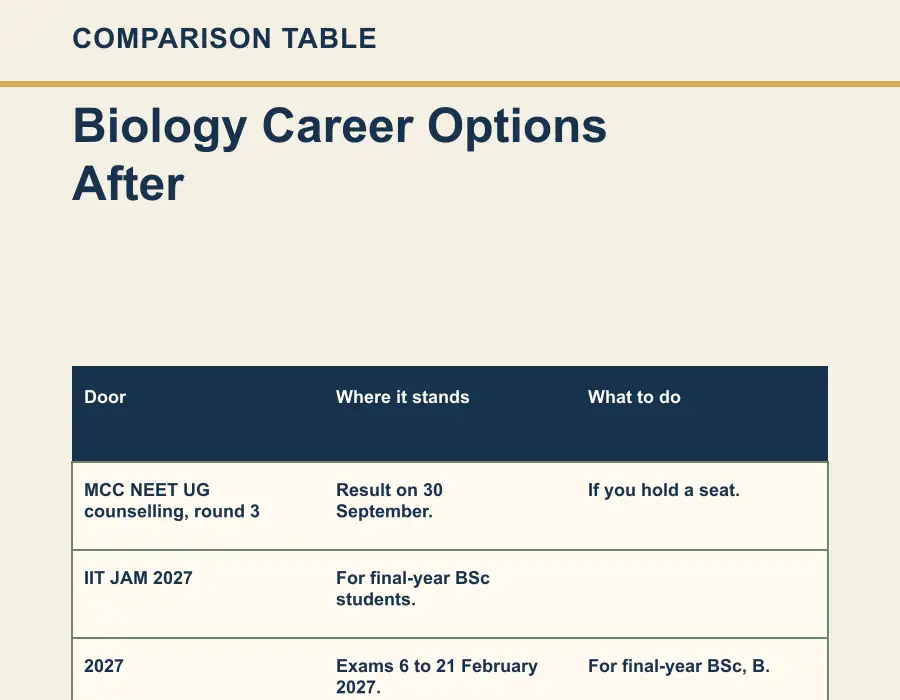 COMPARISON TABLE
Biology Career Options
After
Door
Where it stands
What to do
MCC NEET UG
counselling, round 3
Result on 30
September.
If you hold a seat.
IIT JAM 2027
For final-year BSc
students.
2027
Exams 6 to 21 February
2027.
For final-year BSc, B.